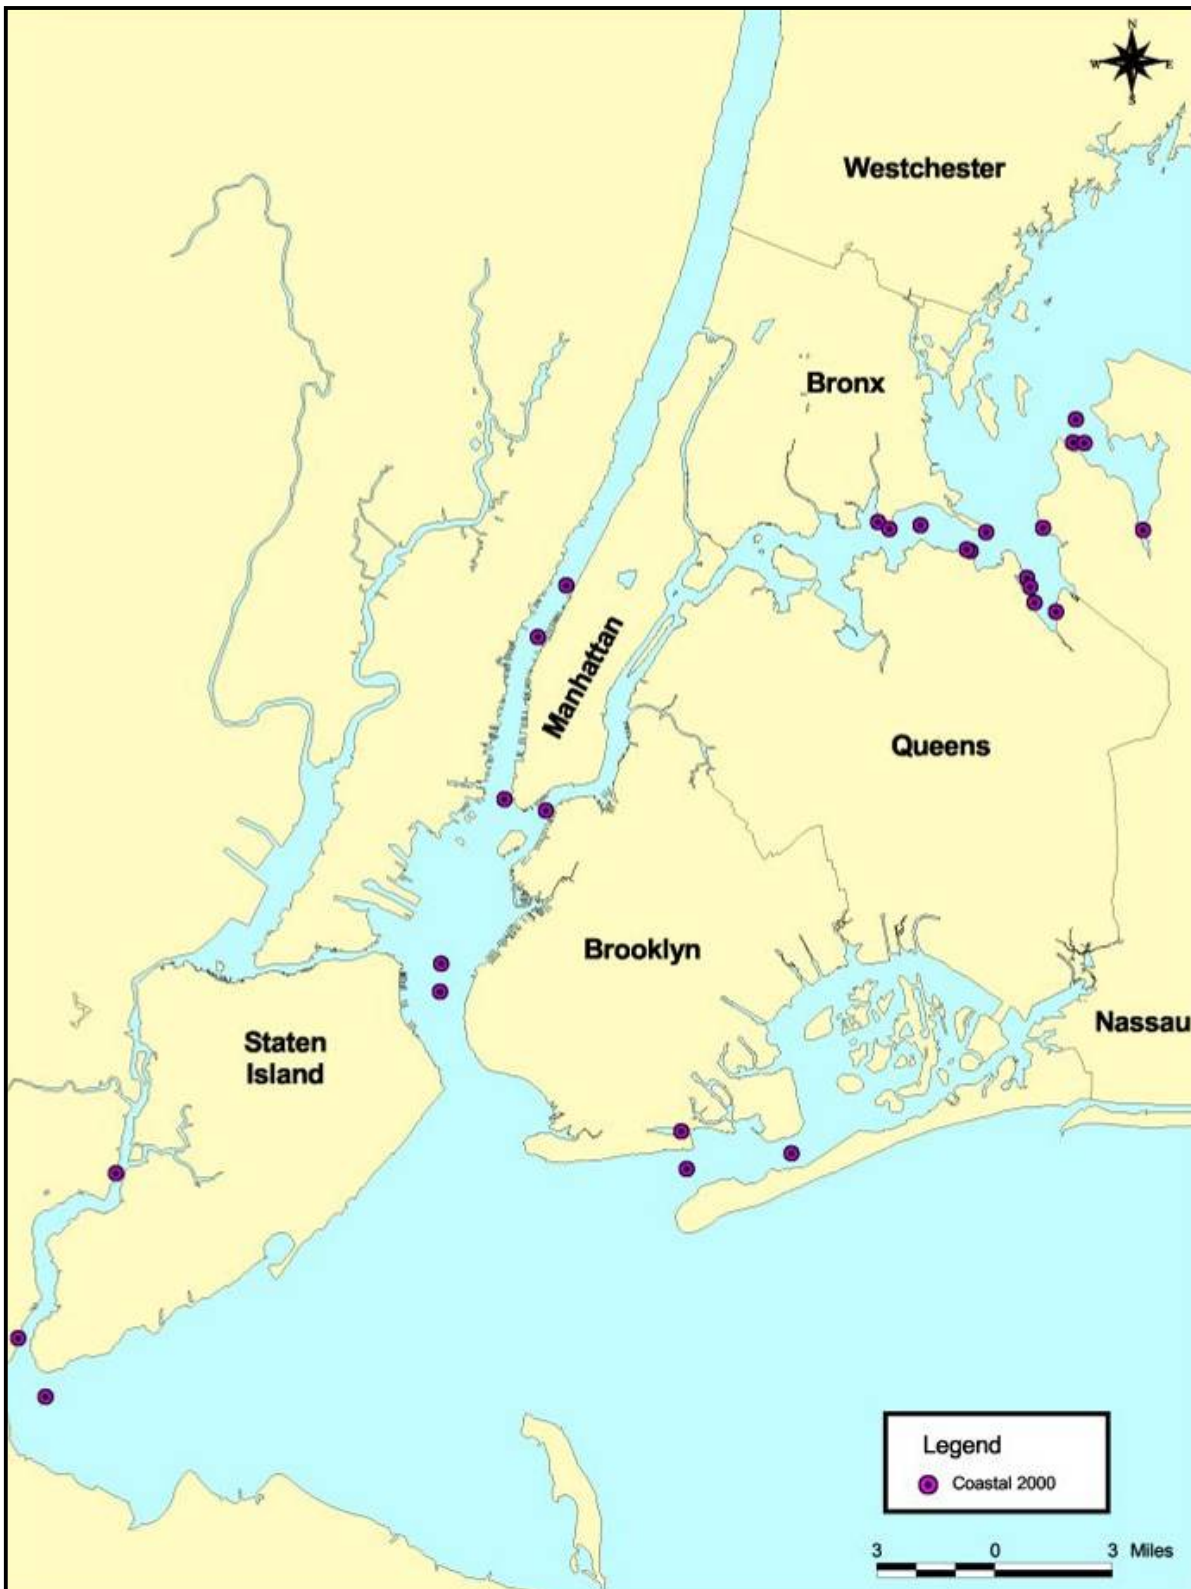 N
W E
S
Westchester
Bronx
Manhattan
Queens
Brooklyn
Nassau
Staten
Island
Legend
Coastal 2000
3 0 3 Miles